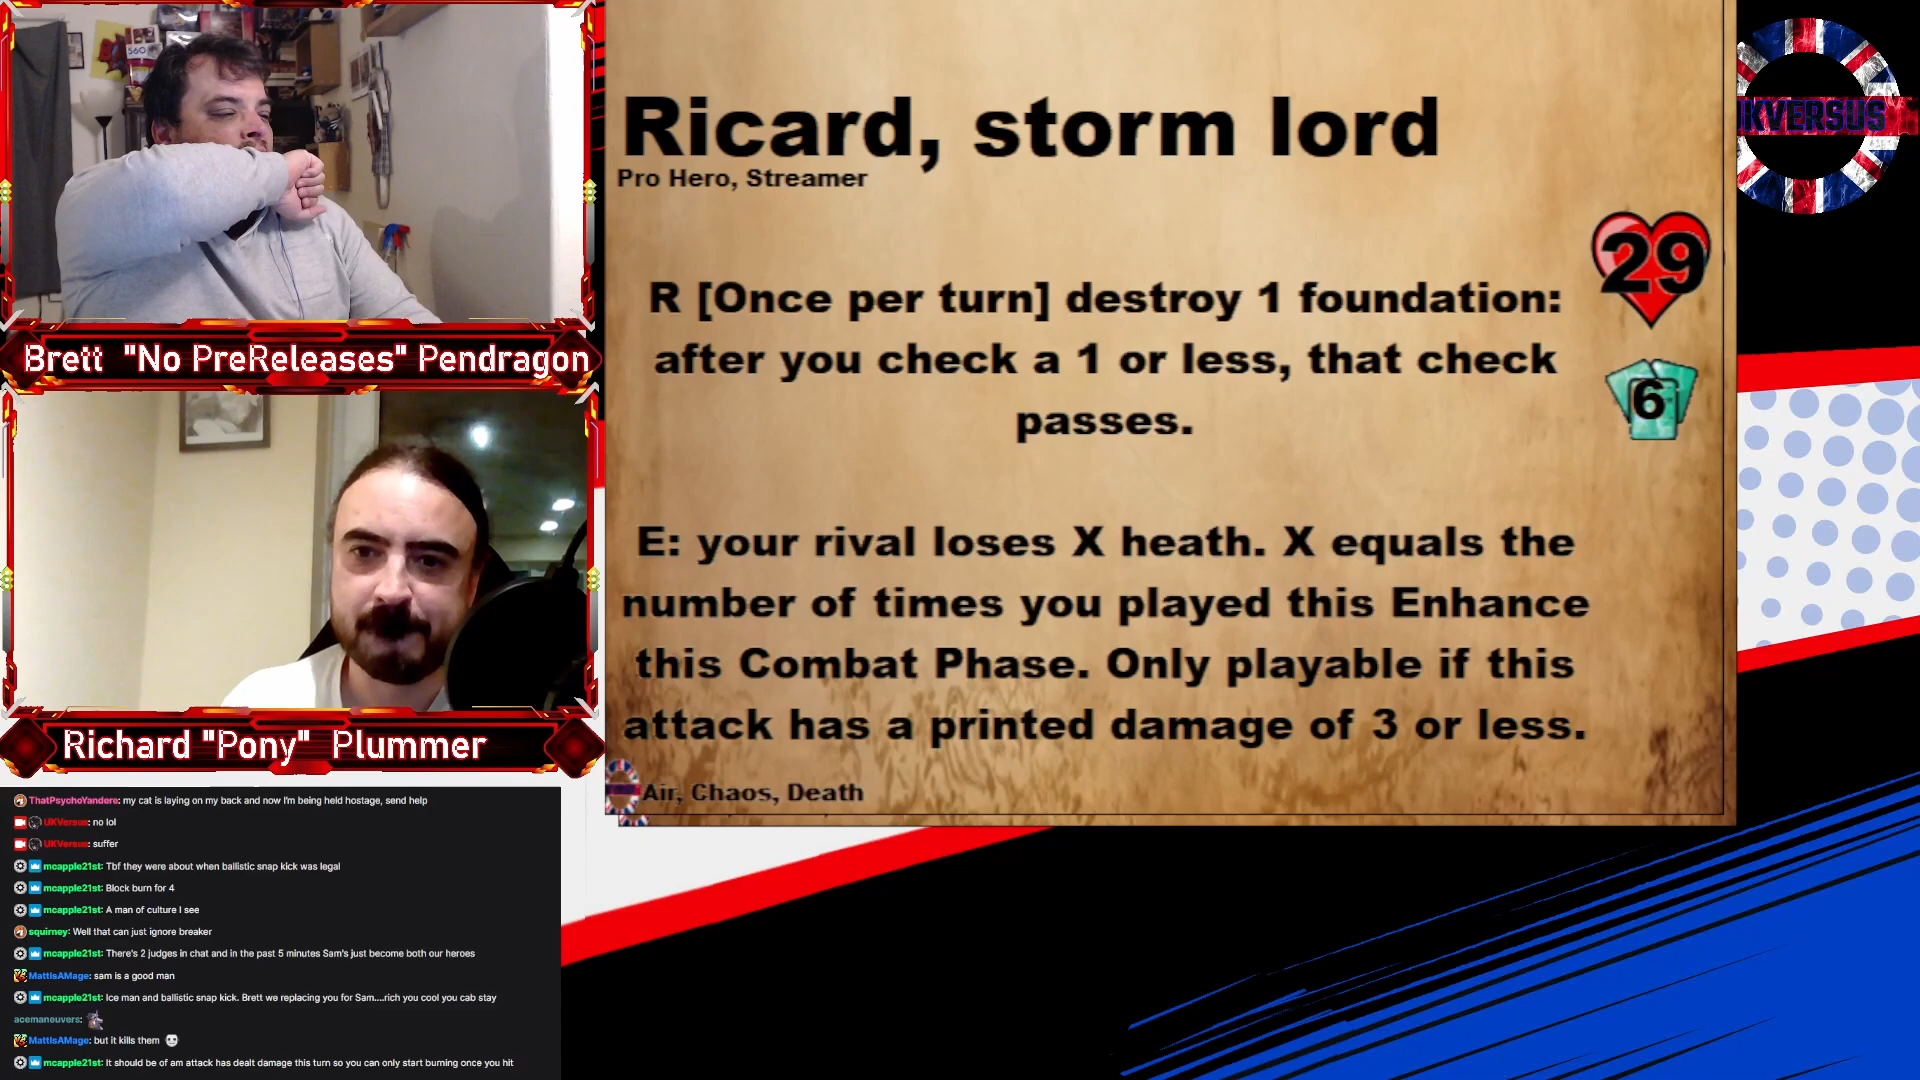 S60
Brett "No PreReleases" Pendragon
Richard "Pony" Plummer
ThatPsychoYandere: my cat is laying on my back and now I'm being held hostage, send help
UKVersus: no lol
UKVersus: suffer
mcapple21st: Tbf they were about when ballistic snap kick was legal
mcapple21st: Block burn for 4
mcapple21st: A man of culture I see
squirney: Well that can just ignore breaker
mcapple21st: There's 2 judges in chat and in the past 5 minutes Sam's just become both our heroes
MattIsAMage: sam is a good man
mcapple21st: Ice man and ballistic snap kick. Brett we replacing you for Sam....rich you cool you cab stay
acemaneuvers:
MattIsAMage: but it kills them
mcapple21st: It should be of am attack has dealt damage this turn so you can only start burning once you hit
Ricard, storm lord
Pro Hero, Streamer
29
6
R [Once per turn] destroy 1 foundation:
after you check a 1 or less, that check
passes.
E: your rival loses X heath. X equals the
number of times you played this Enhance
this Combat Phase. Only playable if this
attack has a printed damage of 3 or less.
Air, Chaos, Death
KVERSUS